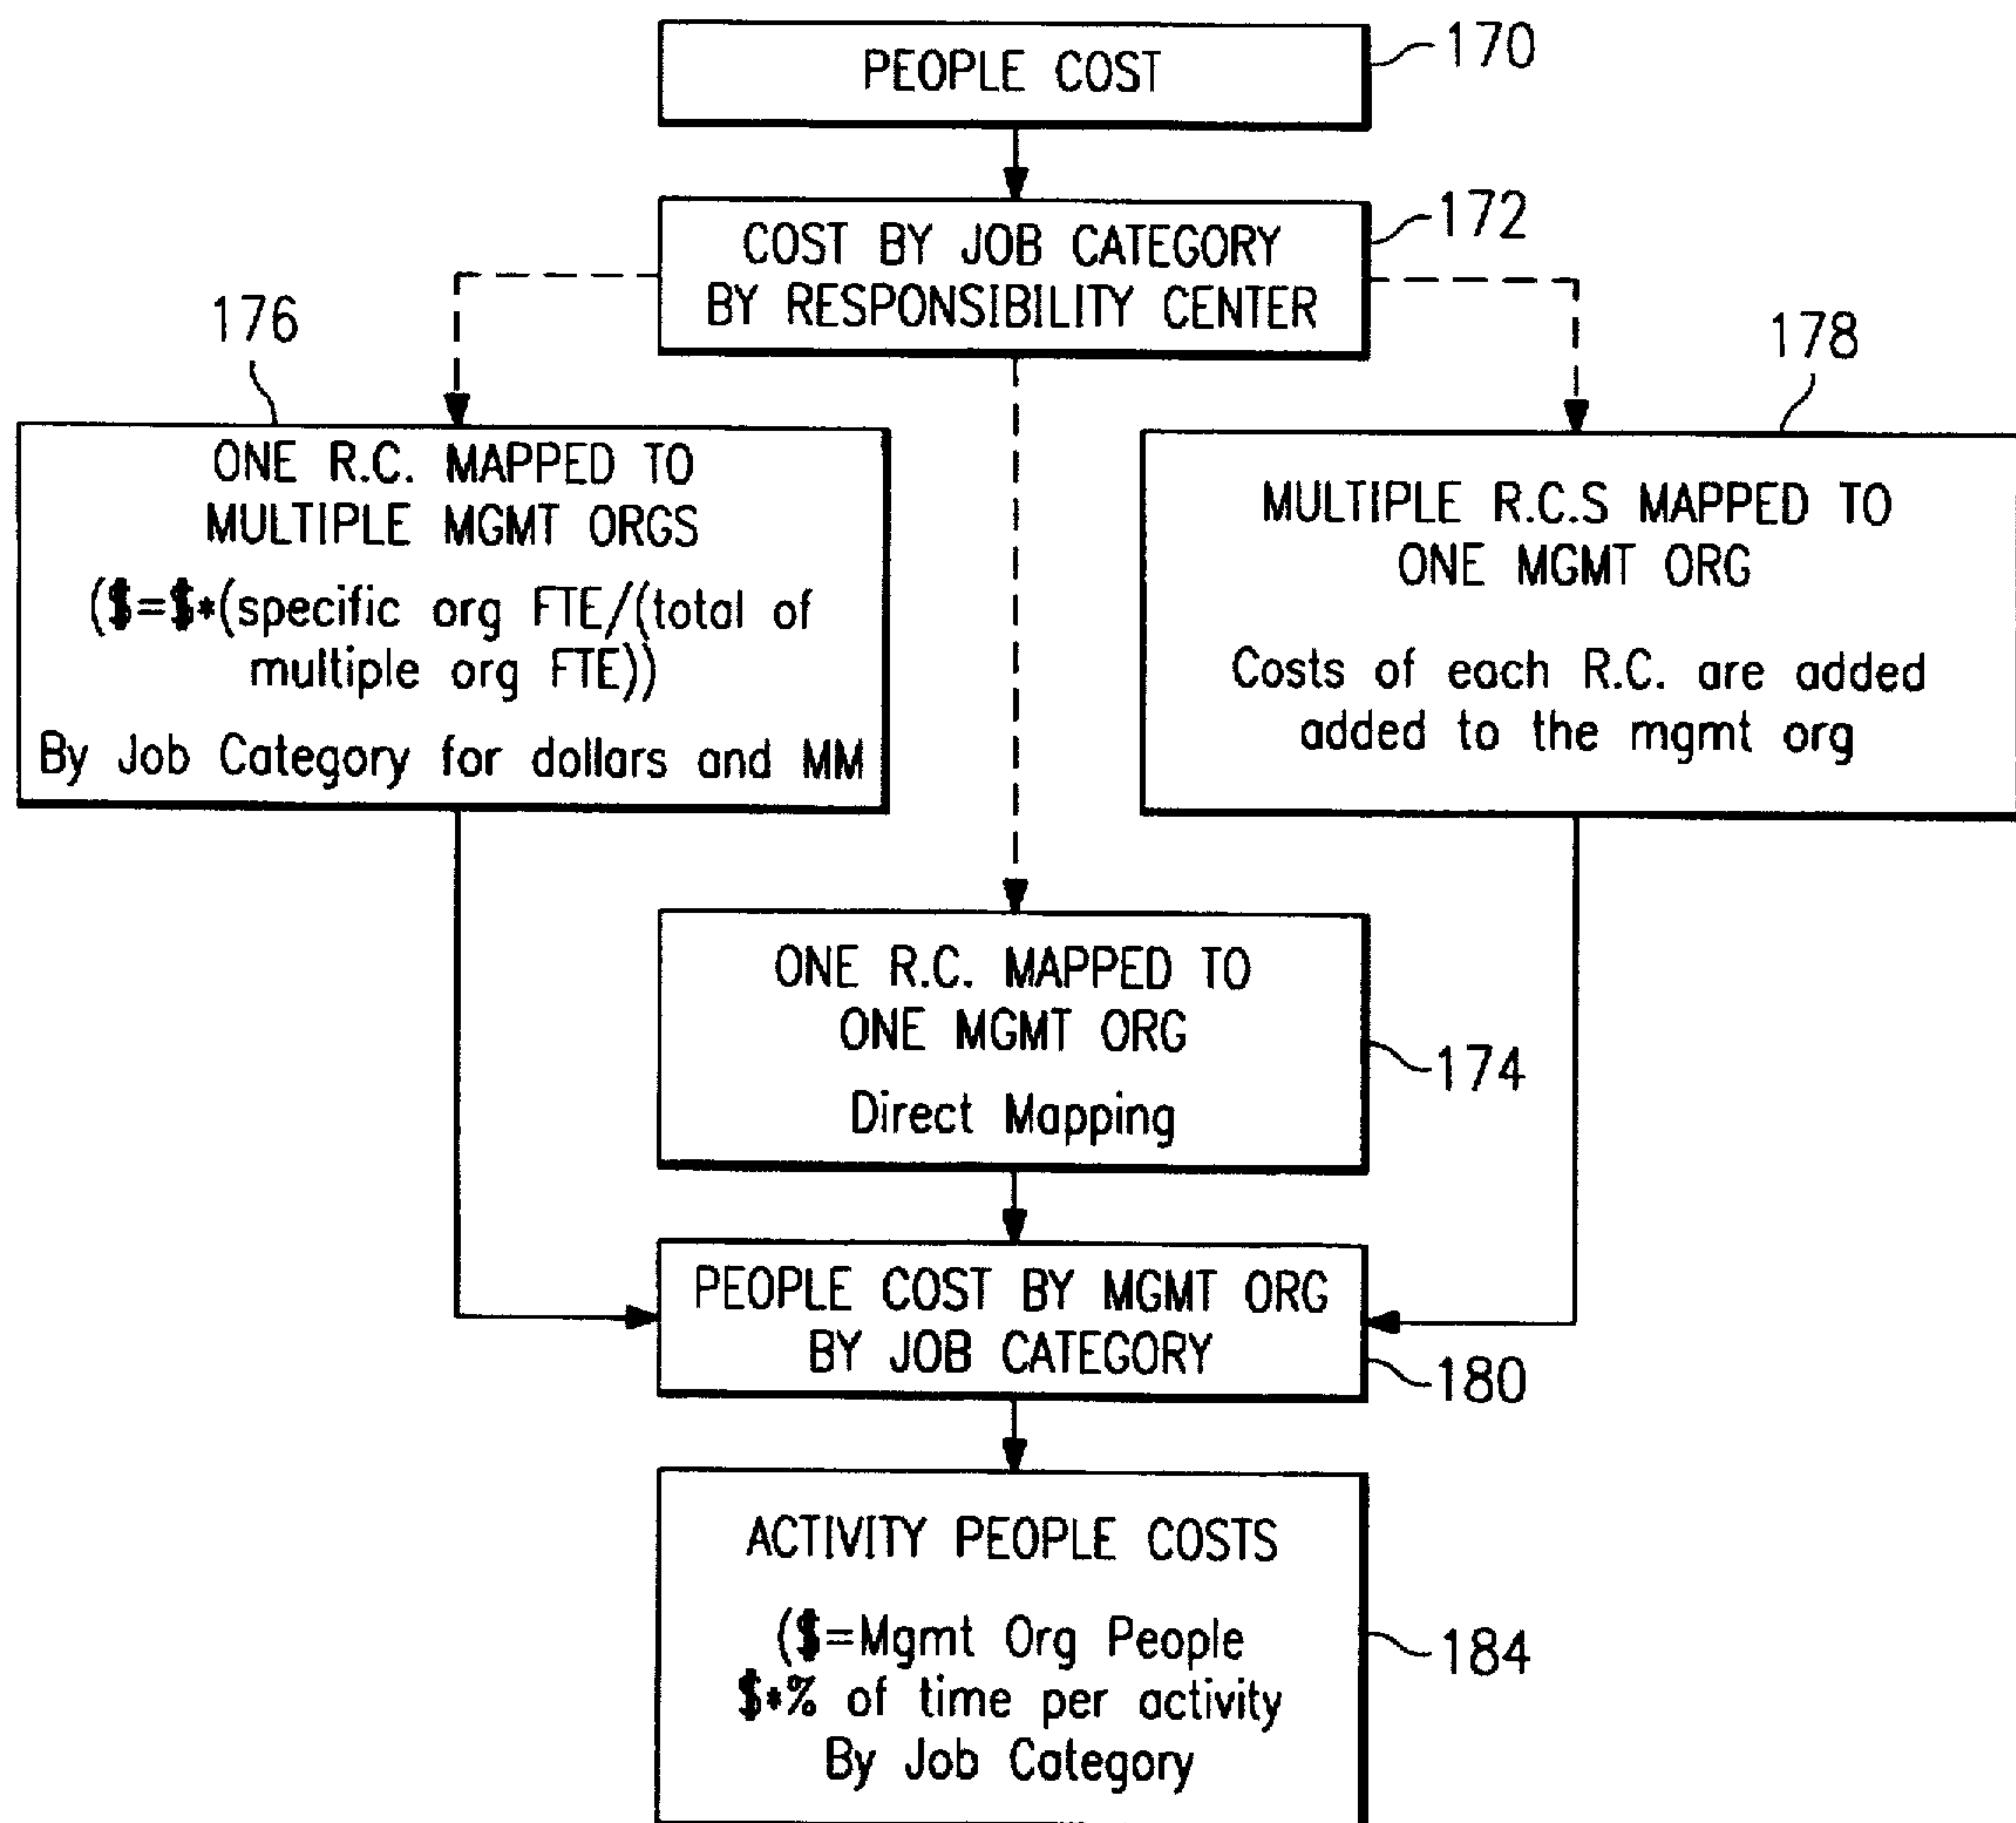 PEOPLE COST
170
COST BY JOB CATEGORY
BY RESPONSIBILITY CENTER
172
176
ONE R.C. MAPPED TO
MULTIPLE MGMT ORGS
($=$*(specific org FTE/(total of
multiple org FTE))
By Job Category for dollars and MM
178
MULTIPLE R.C.S MAPPED TO
ONE MGMT ORG
Costs of each R.C. are added
added to the mgmt org
ONE R.C. MAPPED TO
ONE MGMT ORG
Direct Mapping
174
PEOPLE COST BY MGMT ORG
BY JOB CATEGORY
180
ACTIVITY PEOPLE COSTS
($=Mgmt Org People
$*% of time per activity
By Job Category
184